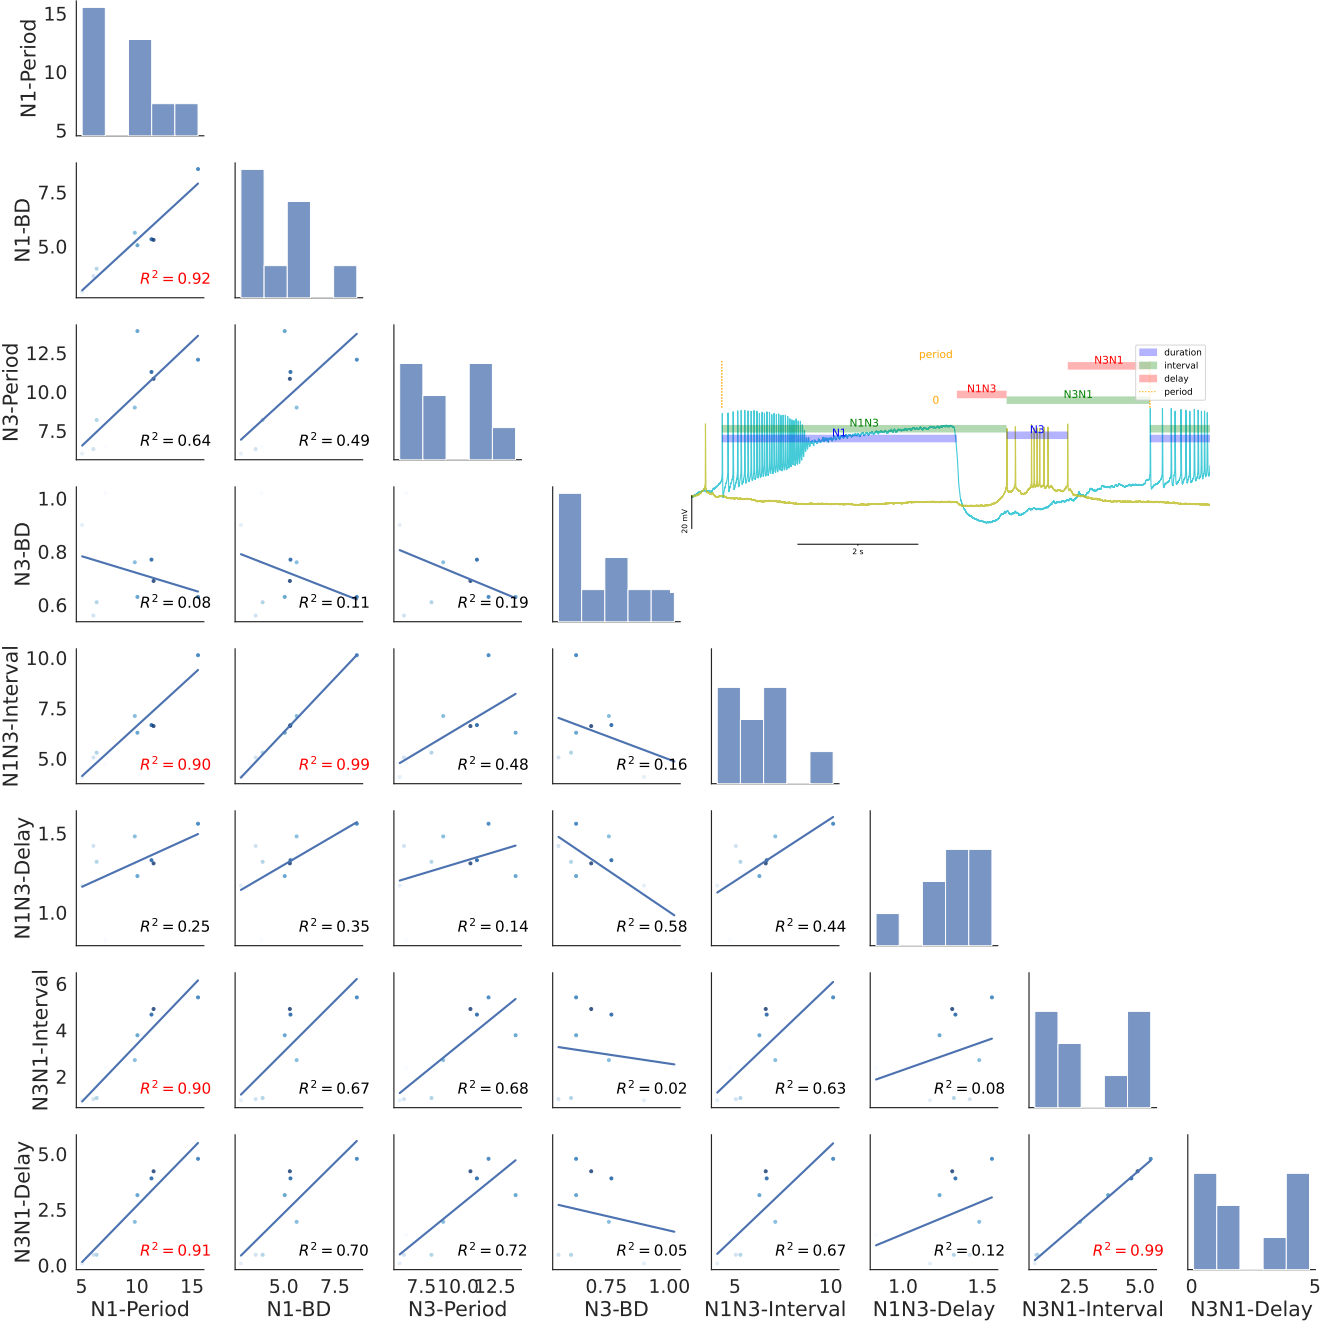 15
10
5
N1-Period
7.5
5.0
N1-BD
R² = 0.92
12.5
10.0
7.5
N3-Period
R² = 0.64
R² = 0.49
period
0
N1N3
N3N1
N3N1
N1N3
N1
N3
duration
interval
delay
period
20 mV
2 s
1.0
0.8
0.6
N3-BD
R² = 0.08
R² = 0.11
R² = 0.19
10.0
7.5
5.0
N1N3-Interval
R² = 0.90
R² = 0.99
R² = 0.48
R² = 0.16
1.5
1.0
N1N3-Delay
R² = 0.25
R² = 0.35
R² = 0.14
R² = 0.58
R² = 0.44
6
4
2
N3N1-Interval
R² = 0.90
R² = 0.67
R² = 0.68
R² = 0.02
R² = 0.63
R² = 0.08
5.0
2.5
0.0
N3N1-Delay
R² = 0.91
R² = 0.70
R² = 0.72
R² = 0.05
R² = 0.67
R² = 0.12
R² = 0.99
5 10 15 5.0 7.5 7.5 10.0 12.5 0.75 1.00 5 10 1.0 1.5 2.5 5.0 0 5
N1-Period N1-BD N3-Period N3-BD N1N3-Interval N1N3-Delay N3N1-Interval N3N1-Delay